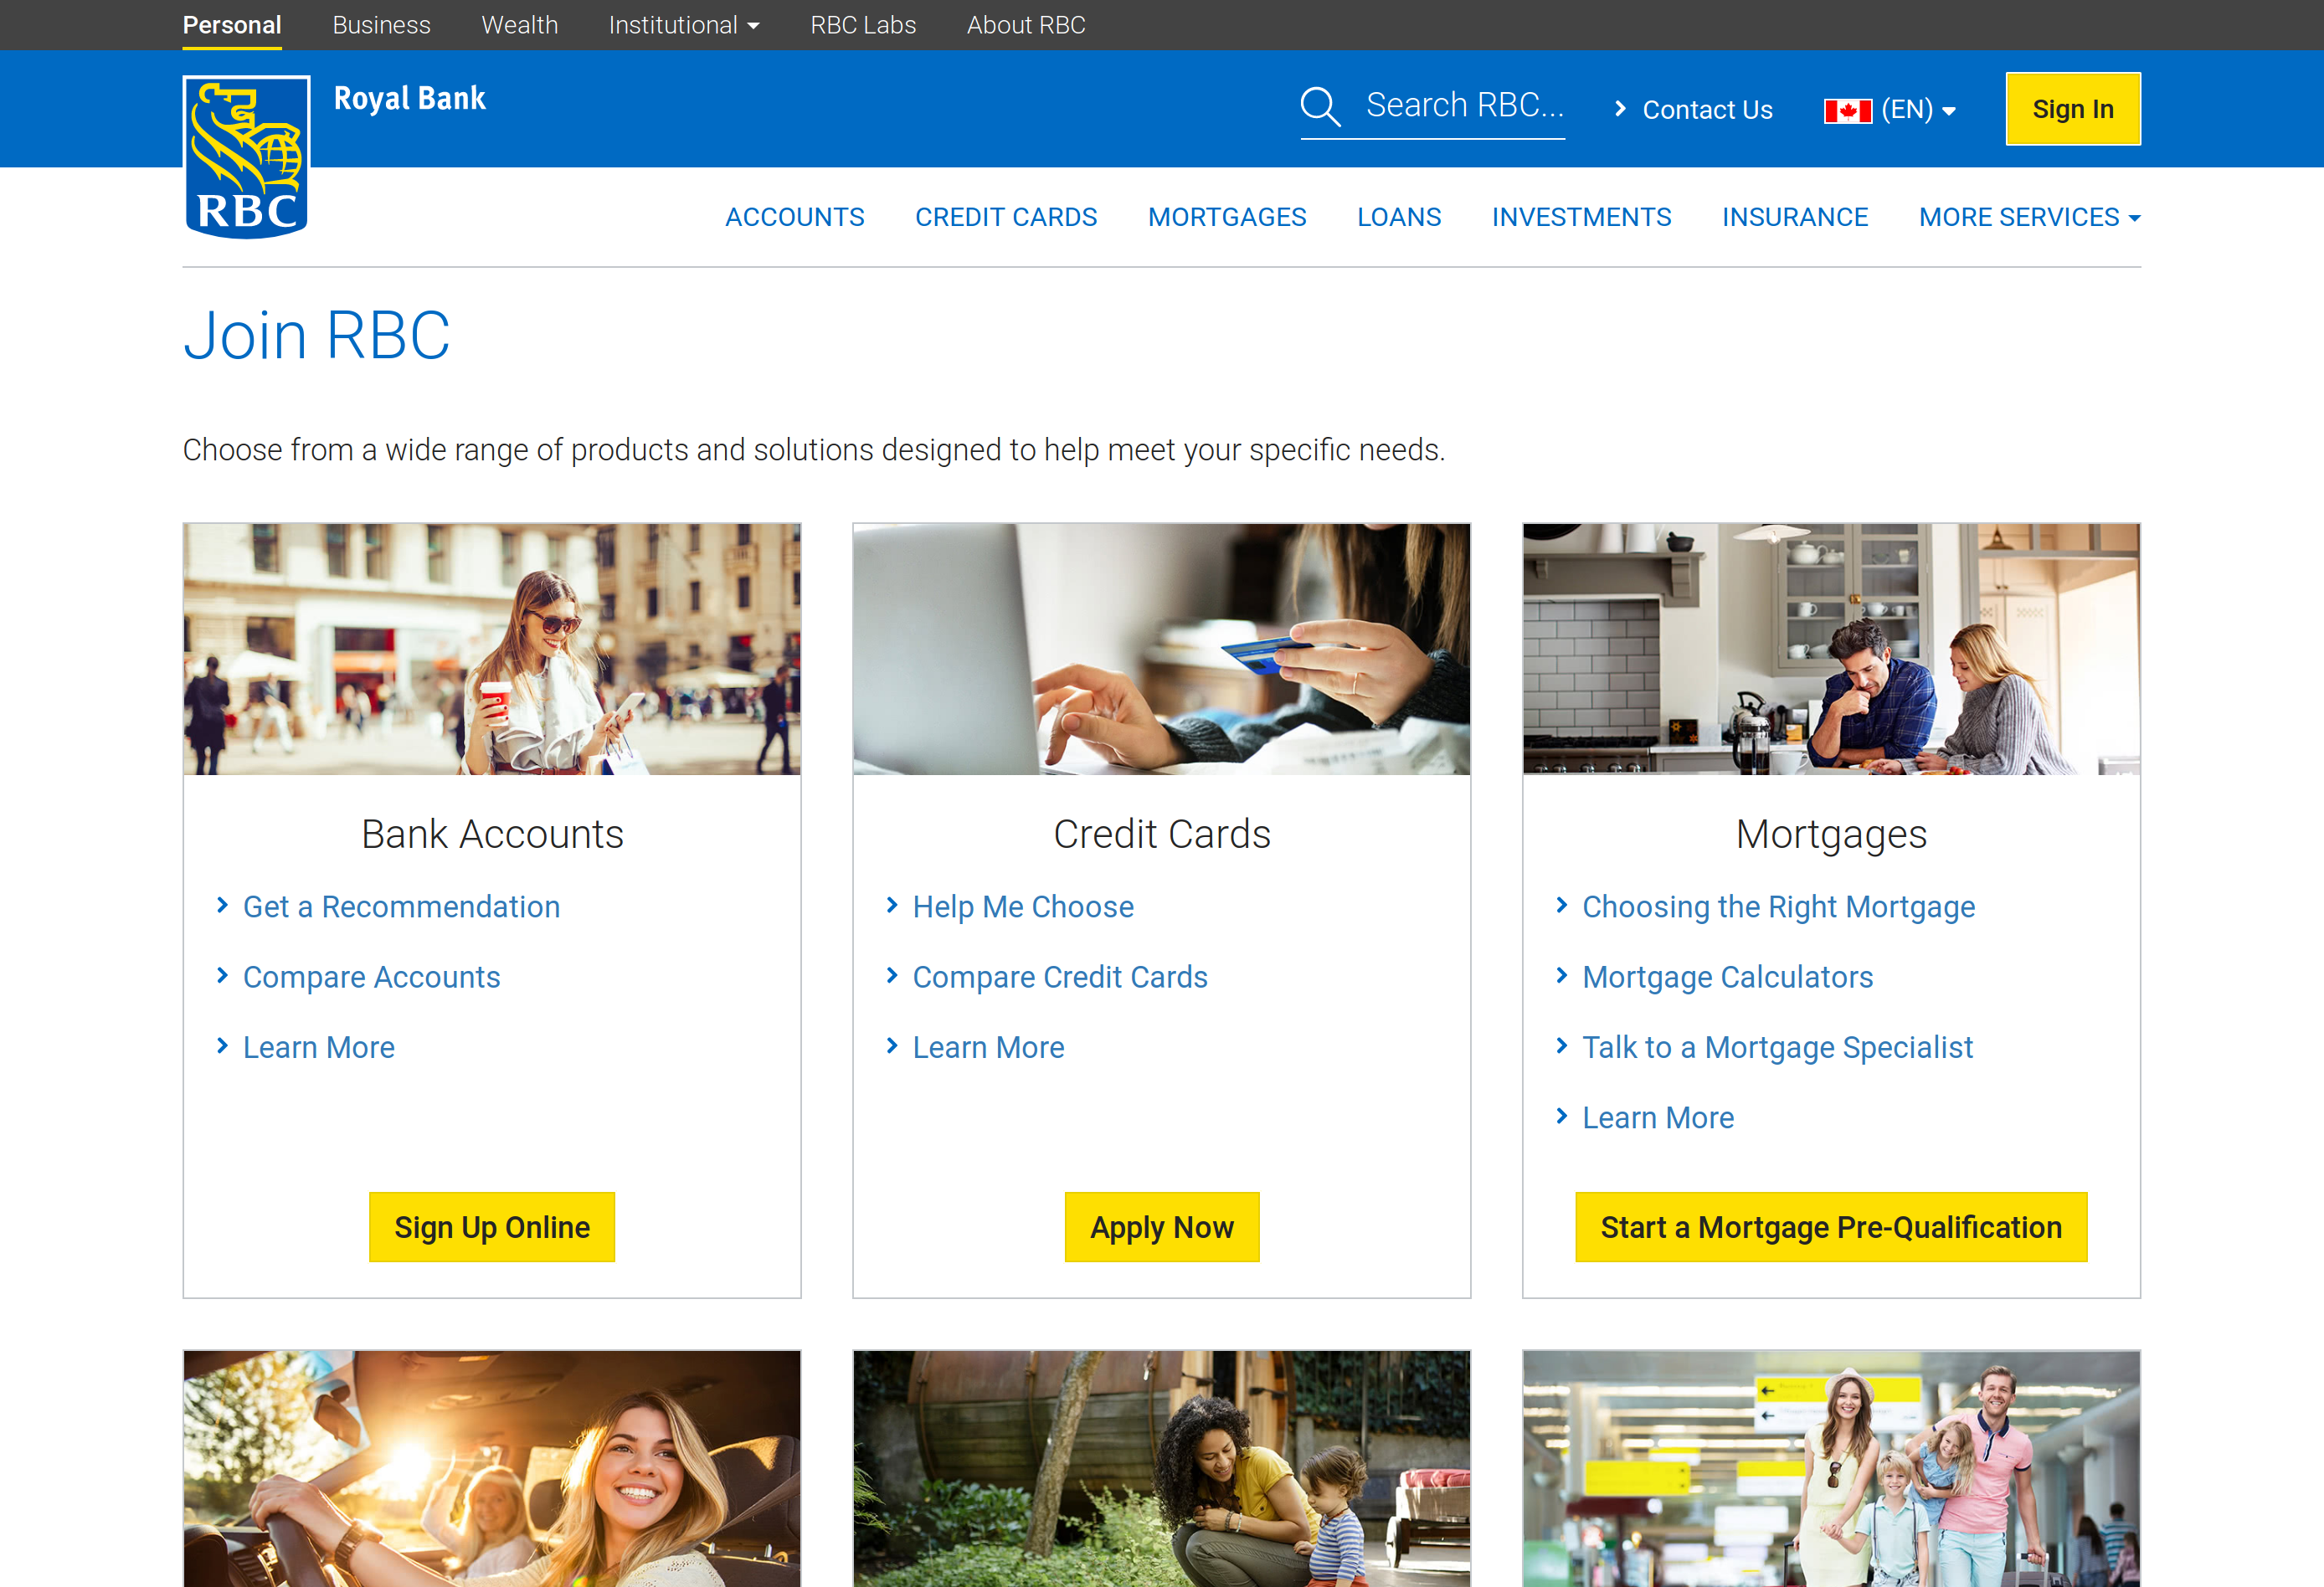 Personal Business Wealth Institutional RBC Labs About RBC
RBC
Royal Bank
Search RBC... Contact Us (EN) Sign In
ACCOUNTS CREDIT CARDS MORTGAGES LOANS INVESTMENTS INSURANCE MORE SERVICES
Join RBC
Choose from a wide range of products and solutions designed to help meet your specific needs.
Bank Accounts
Get a Recommendation
Compare Accounts
Learn More
Sign Up Online
Credit Cards
Help Me Choose
Compare Credit Cards
Learn More
Apply Now
Mortgages
Choosing the Right Mortgage
Mortgage Calculators
Talk to a Mortgage Specialist
Learn More
Start a Mortgage Pre-Qualification